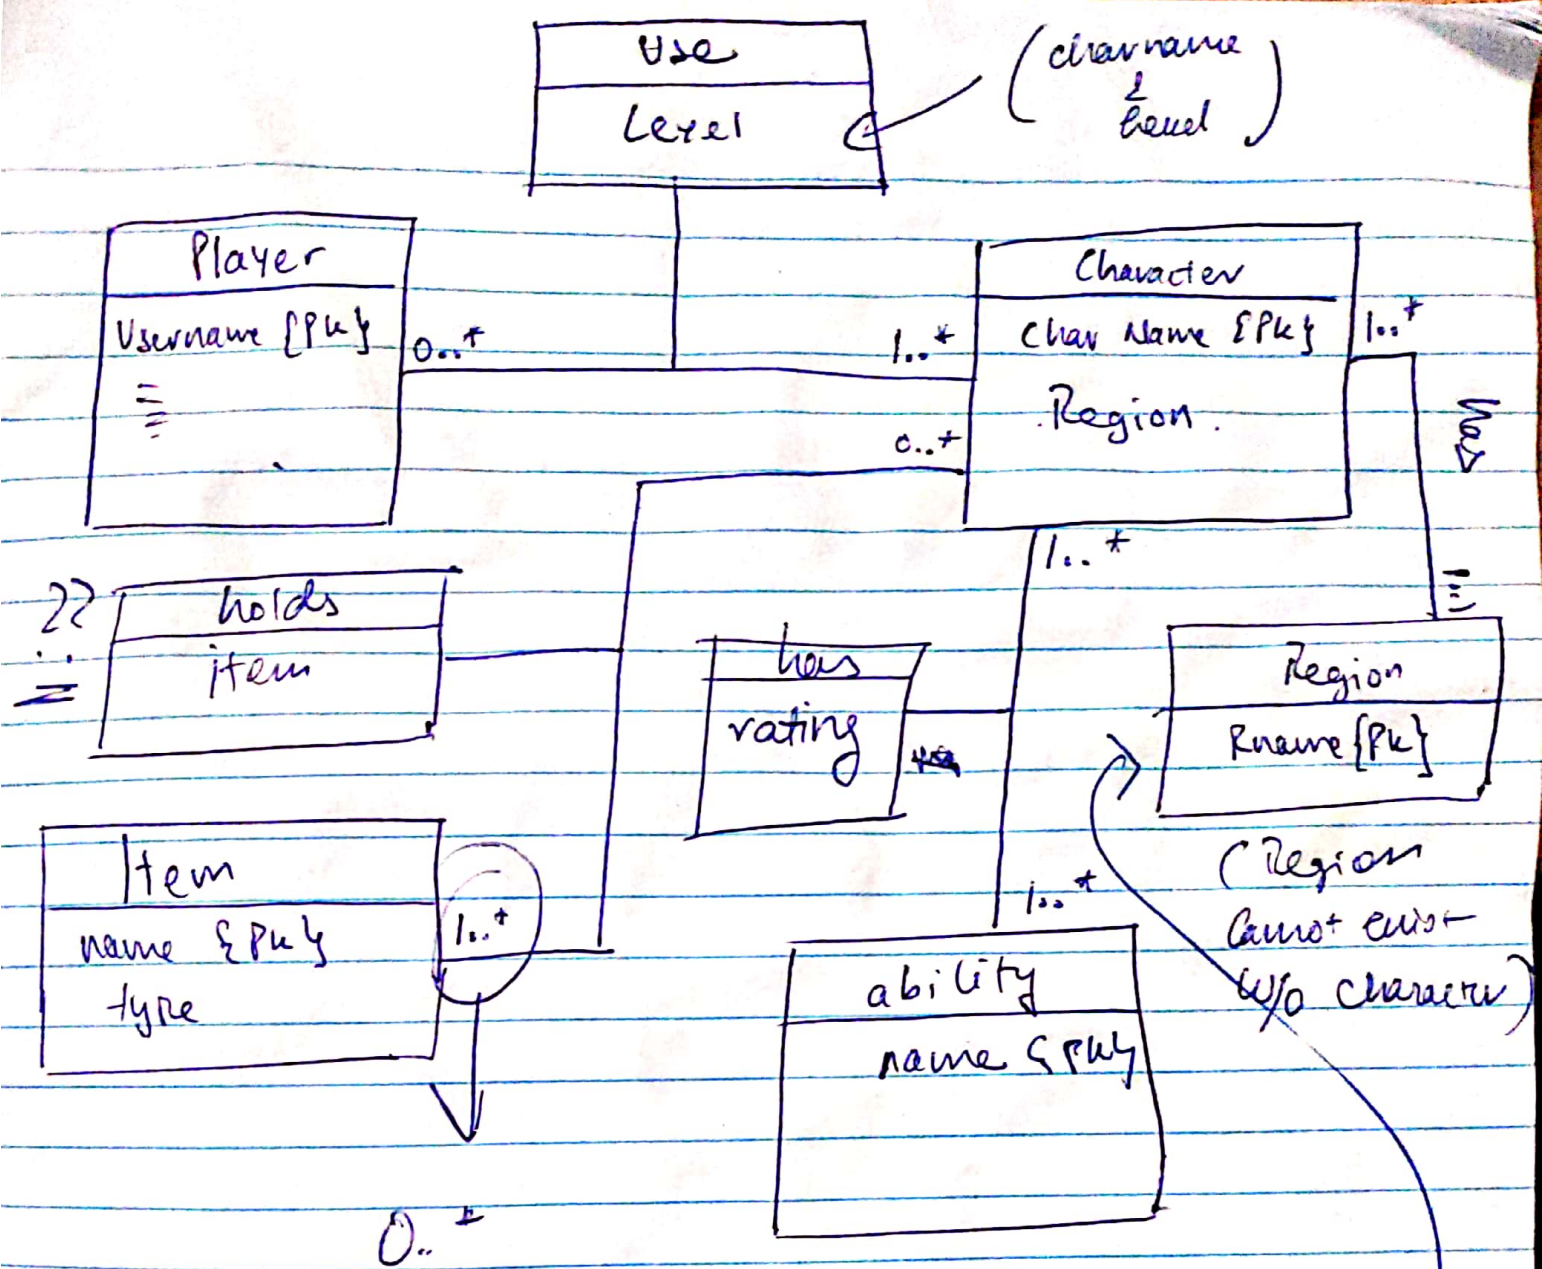 Use
Level
(charname
&
level)
Player
Username {PK}
0..*
1..*
Character
Char Name {PK}
Region.
1..*
has
0..*
1..*
??
holds
item
has
rating
1..1
Region
Rname {PK}
(Region
Cannot exist
w/o character)
Item
name {PK}
type
1..*
0..*
1..*
ability
name {PK}